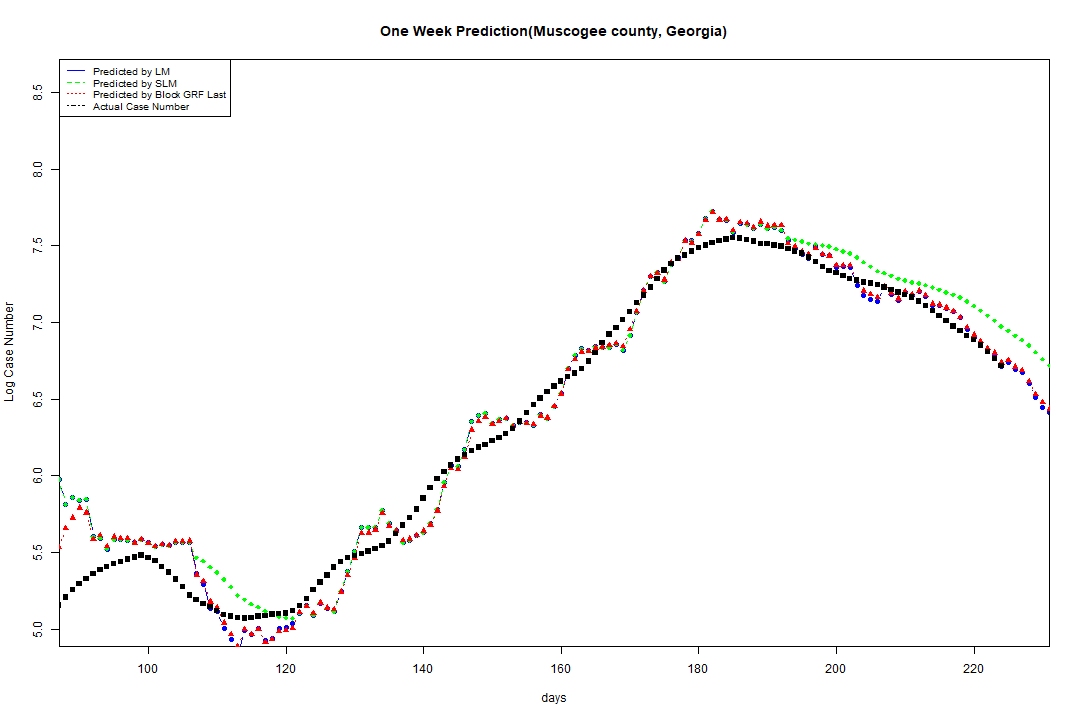 One Week Prediction(Muscogee county, Georgia)
Predicted by LM
Predicted by SLM
Predicted by Block GRF Last
Actual Case Number
8.5
8.0
7.5
7.0
6.5
6.0
5.5
5.0
Log Case Number
100 120 140 160 180 200 220
days